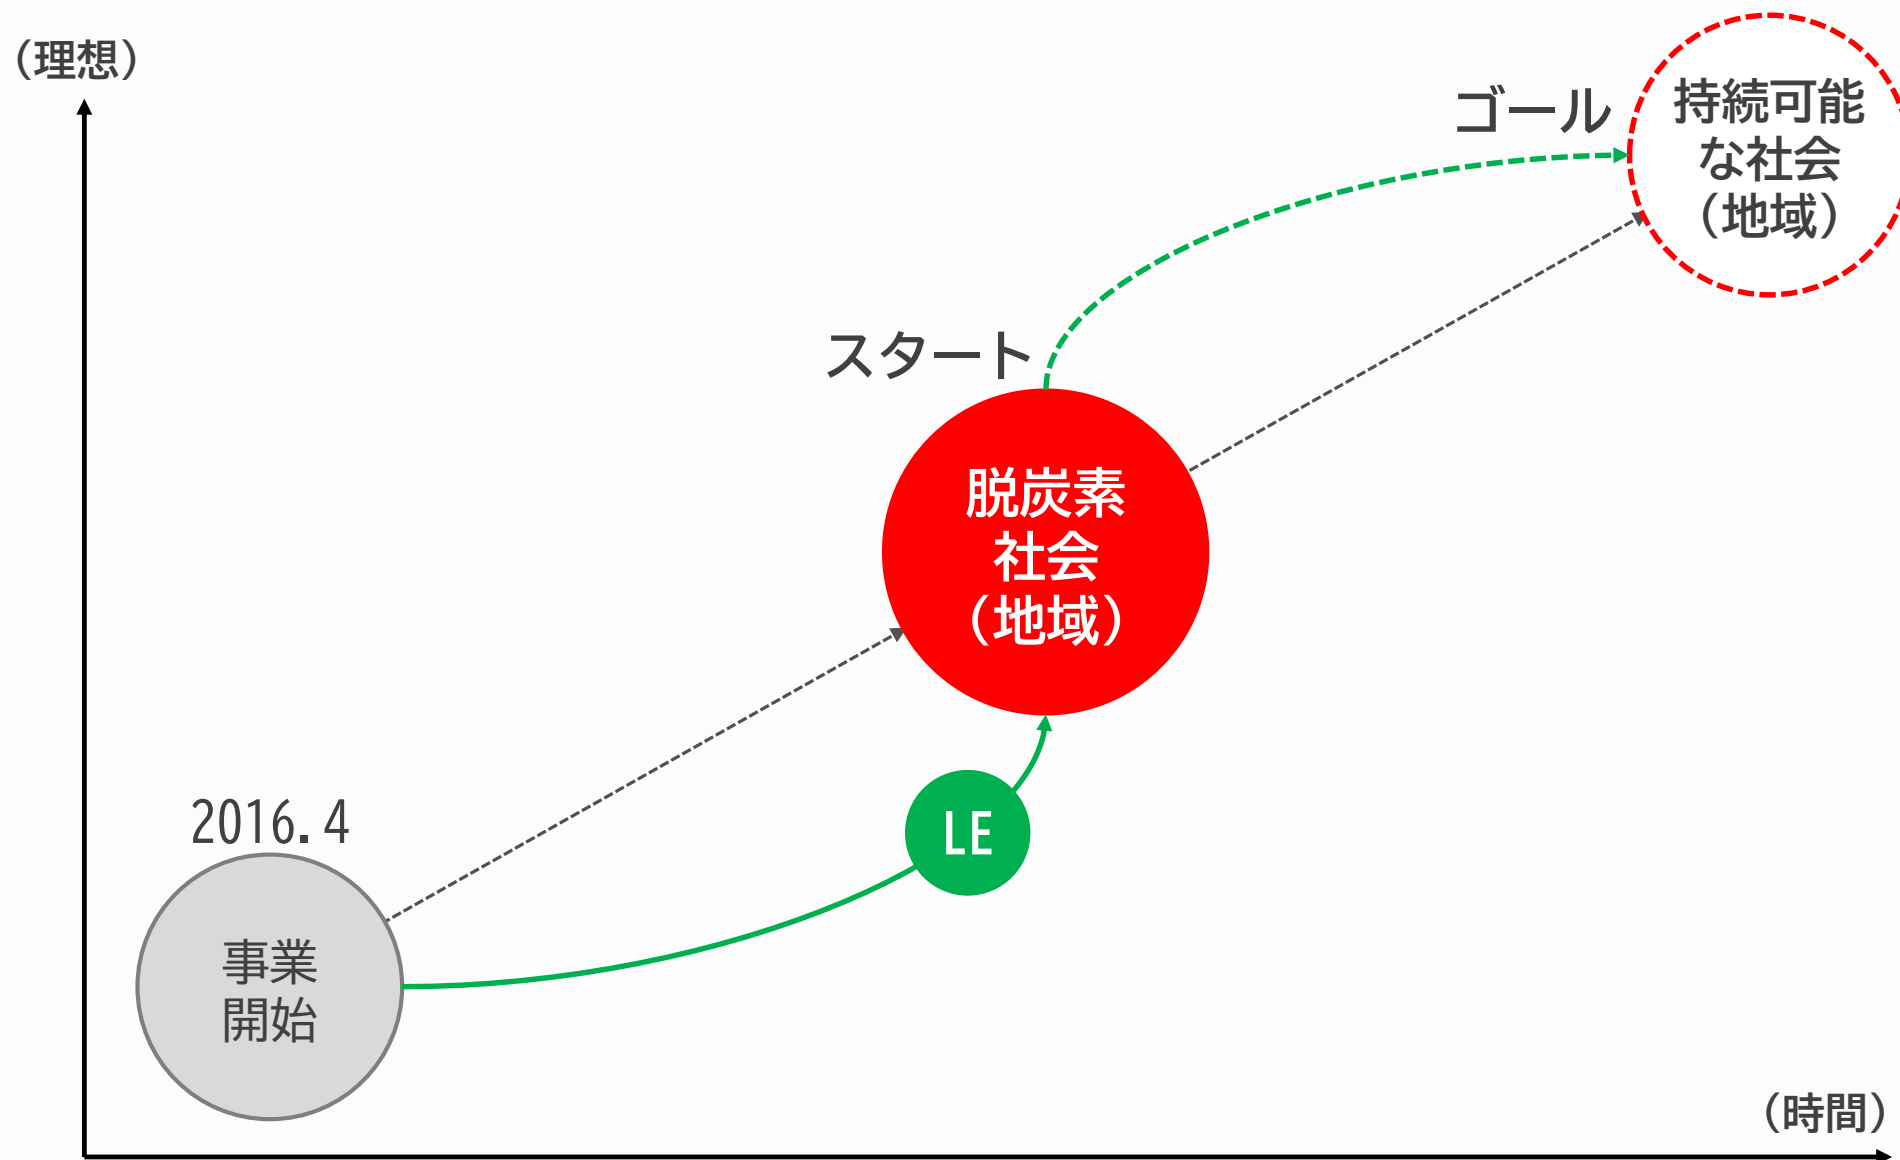 （理想）
ゴール
持続可能
な社会
（地域）
スタート
脱炭素
社会
（地域）
2016.4
LE
事業
開始
（時間）